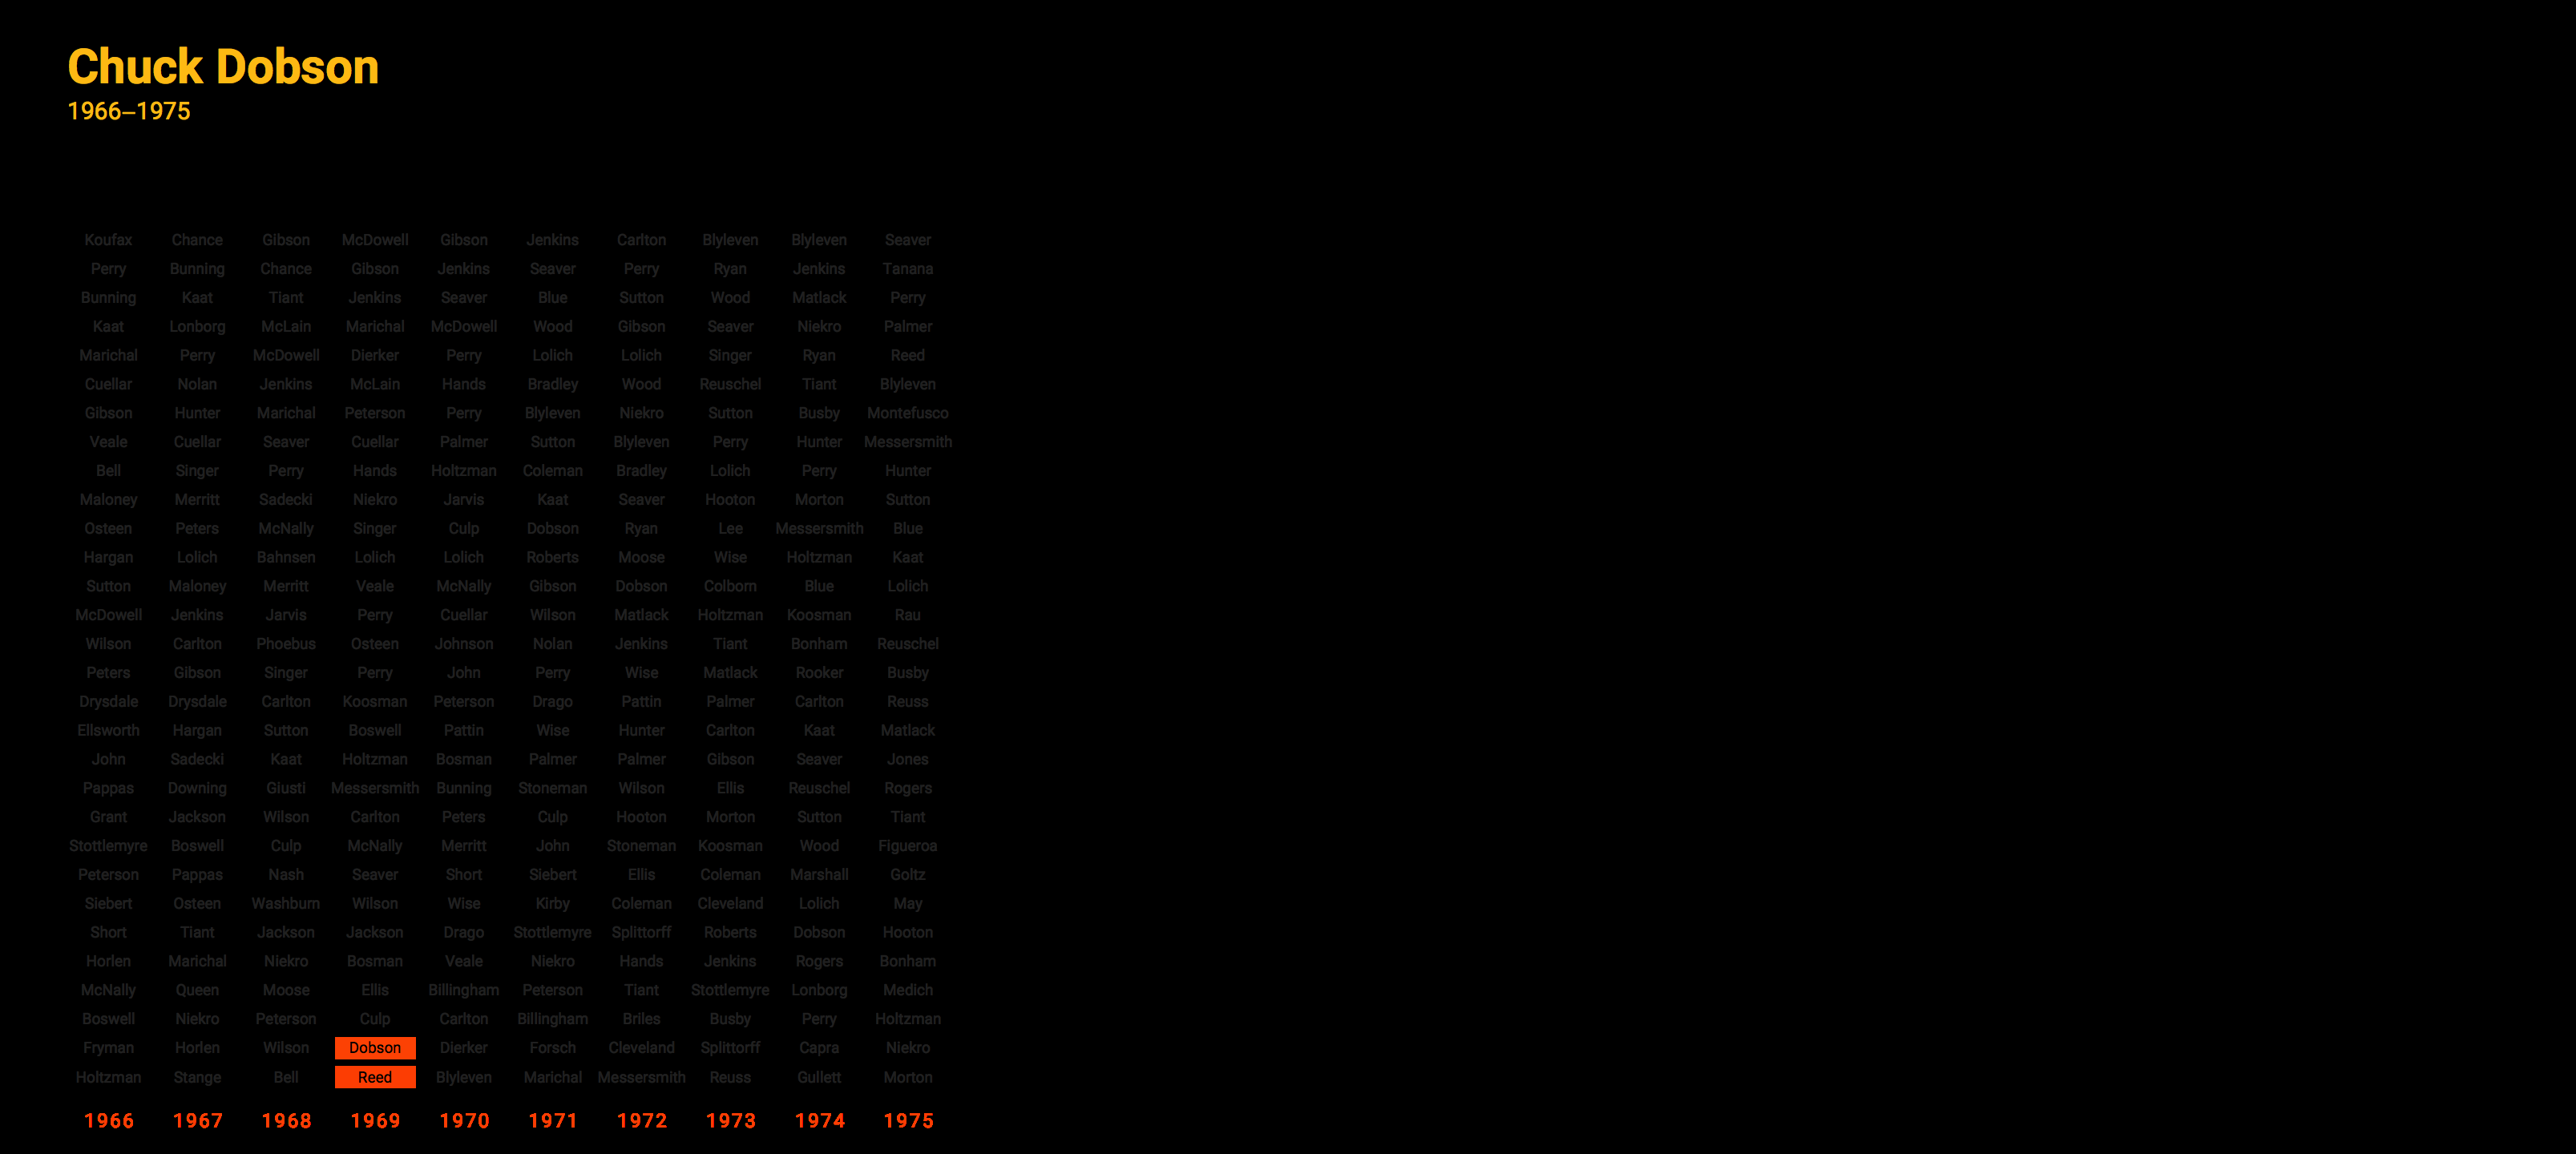 Chuck Dobson
1966–1975
Koufax Chance Gibson McDowell Gibson Jenkins Carlton Blyleven Blyleven Seaver
Perry Bunning Chance Gibson Jenkins Seaver Perry Ryan Jenkins Tanana
Bunning Kaat Tiant Jenkins Seaver Blue Sutton Wood Matlack Perry
Kaat Lonborg McLain Marichal McDowell Wood Gibson Seaver Niekro Palmer
Marichal Perry McDowell Dierker Perry Lolich Lolich Singer Ryan Reed
Cuellar Nolan Jenkins McLain Hands Bradley Wood Reuschel Tiant Blyleven
Gibson Hunter Marichal Peterson Perry Blyleven Niekro Sutton Busby Montefusco
Veale Cuellar Seaver Cuellar Palmer Sutton Blyleven Perry Hunter Messersmith
Bell Singer Perry Hands Holtzman Coleman Bradley Lolich Perry Hunter
Maloney Merritt Sadecki Niekro Jarvis Kaat Seaver Hooton Morton Sutton
Osteen Peters McNally Singer Culp Dobson Ryan Lee Messersmith Blue
Hargan Lolich Bahnsen Lolich Lolich Roberts Moose Wise Holtzman Kaat
Sutton Maloney Merritt Veale McNally Gibson Dobson Colborn Blue Lolich
McDowell Jenkins Jarvis Perry Cuellar Wilson Matlack Holtzman Koosman Rau
Wilson Carlton Phoebus Osteen Johnson Nolan Jenkins Tiant Bonham Reuschel
Peters Gibson Singer Perry John Perry Wise Matlack Rooker Busby
Drysdale Drysdale Carlton Koosman Peterson Drago Pattin Palmer Carlton Reuss
Ellsworth Hargan Sutton Boswell Pattin Wise Hunter Carlton Kaat Matlack
John Sadecki Kaat Holtzman Bosman Palmer Palmer Gibson Seaver Jones
Pappas Downing Giusti Messersmith Bunning Stoneman Wilson Ellis Reuschel Rogers
Grant Jackson Wilson Carlton Peters Culp Hooton Morton Sutton Tiant
Stottlemyre Boswell Culp McNally Merritt John Stoneman Koosman Wood Figueroa
Peterson Pappas Nash Seaver Short Siebert Ellis Coleman Marshall Goltz
Siebert Osteen Washburn Wilson Wise Kirby Coleman Cleveland Lolich May
Short Tiant Jackson Jackson Drago Stottlemyre Splittorff Roberts Dobson Hooton
Horlen Marichal Niekro Bosman Veale Niekro Hands Jenkins Rogers Bonham
McNally Queen Moose Ellis Billingham Peterson Tiant Stottlemyre Lonborg Medich
Boswell Niekro Peterson Culp Carlton Billingham Briles Busby Perry Holtzman
Fryman Horlen Wilson Dobson Dierker Forsch Cleveland Splittorff Capra Niekro
Holtzman Stange Bell Reed Blyleven Marichal Messersmith Reuss Gullett Morton
1966 1967 1968 1969 1970 1971 1972 1973 1974 1975